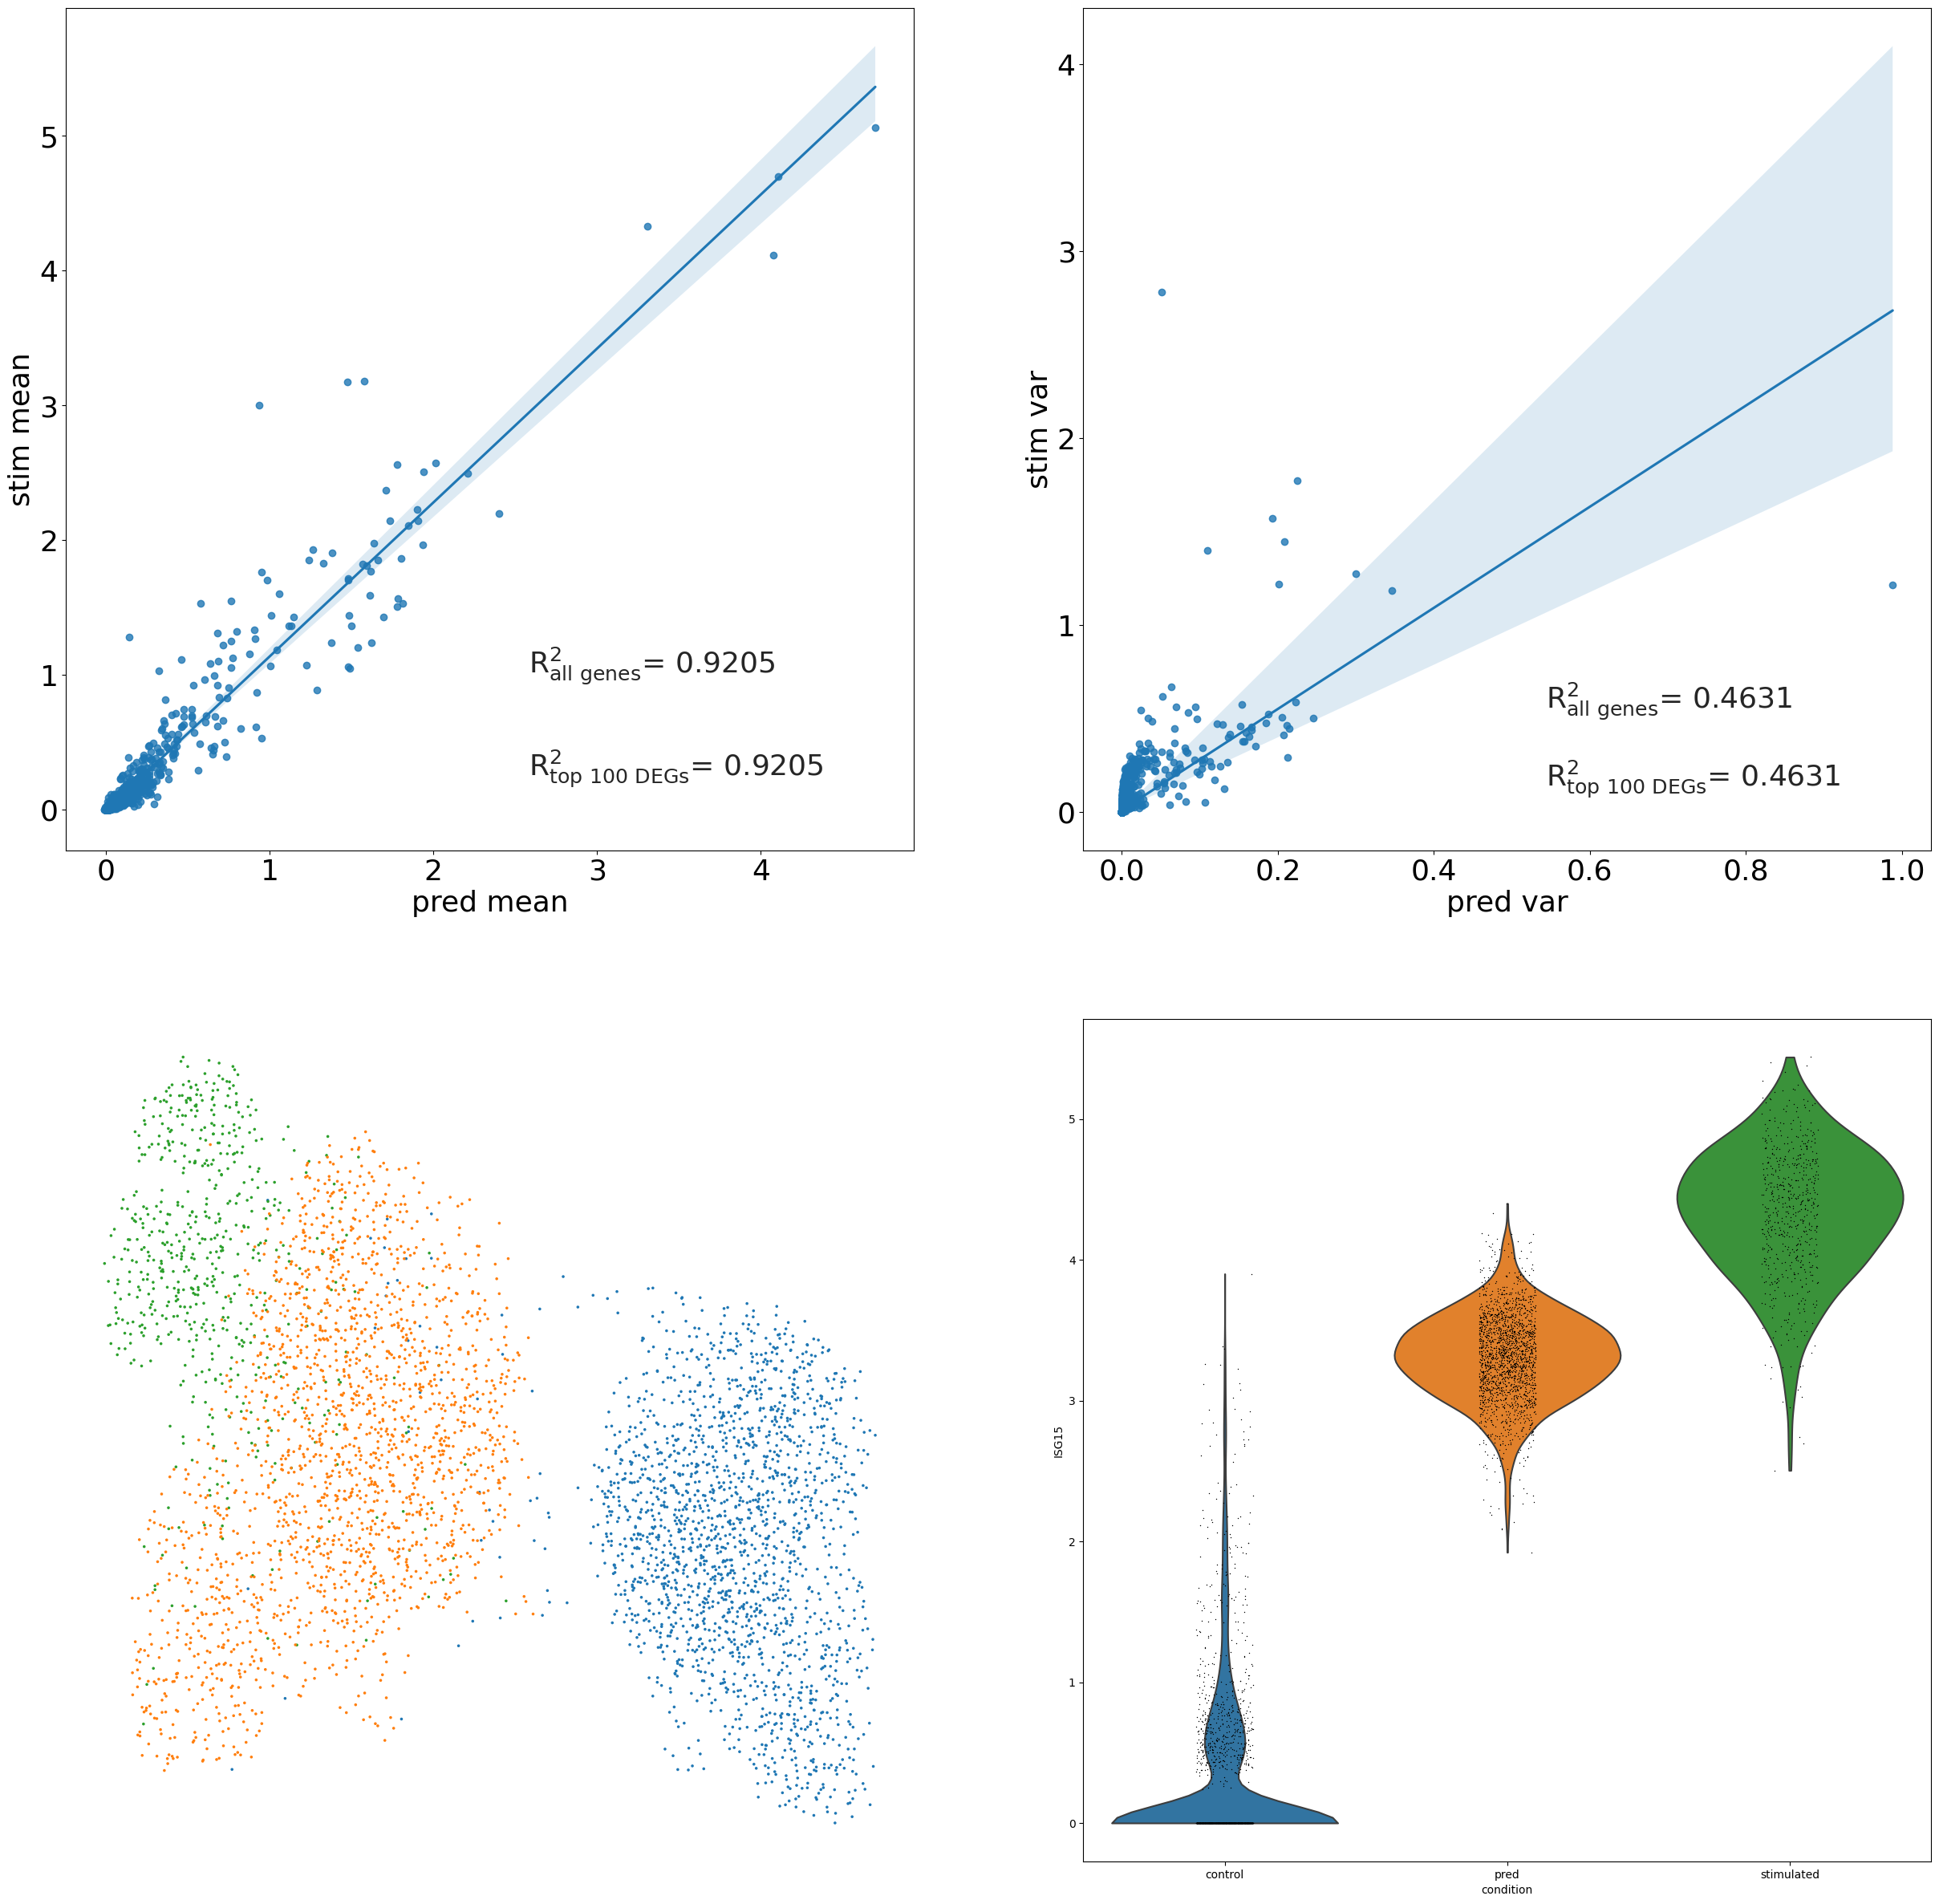 5
4
3
2
1
0
stim mean
R²all genes= 0.9205
R²top 100 DEGs= 0.9205
0 1 2 3 4
pred mean
4
3
2
1
0
stim var
R²all genes= 0.4631
R²top 100 DEGs= 0.4631
0.0 0.2 0.4 0.6 0.8 1.0
pred var
5
4
3
2
1
0
ISG15
control pred stimulated
condition